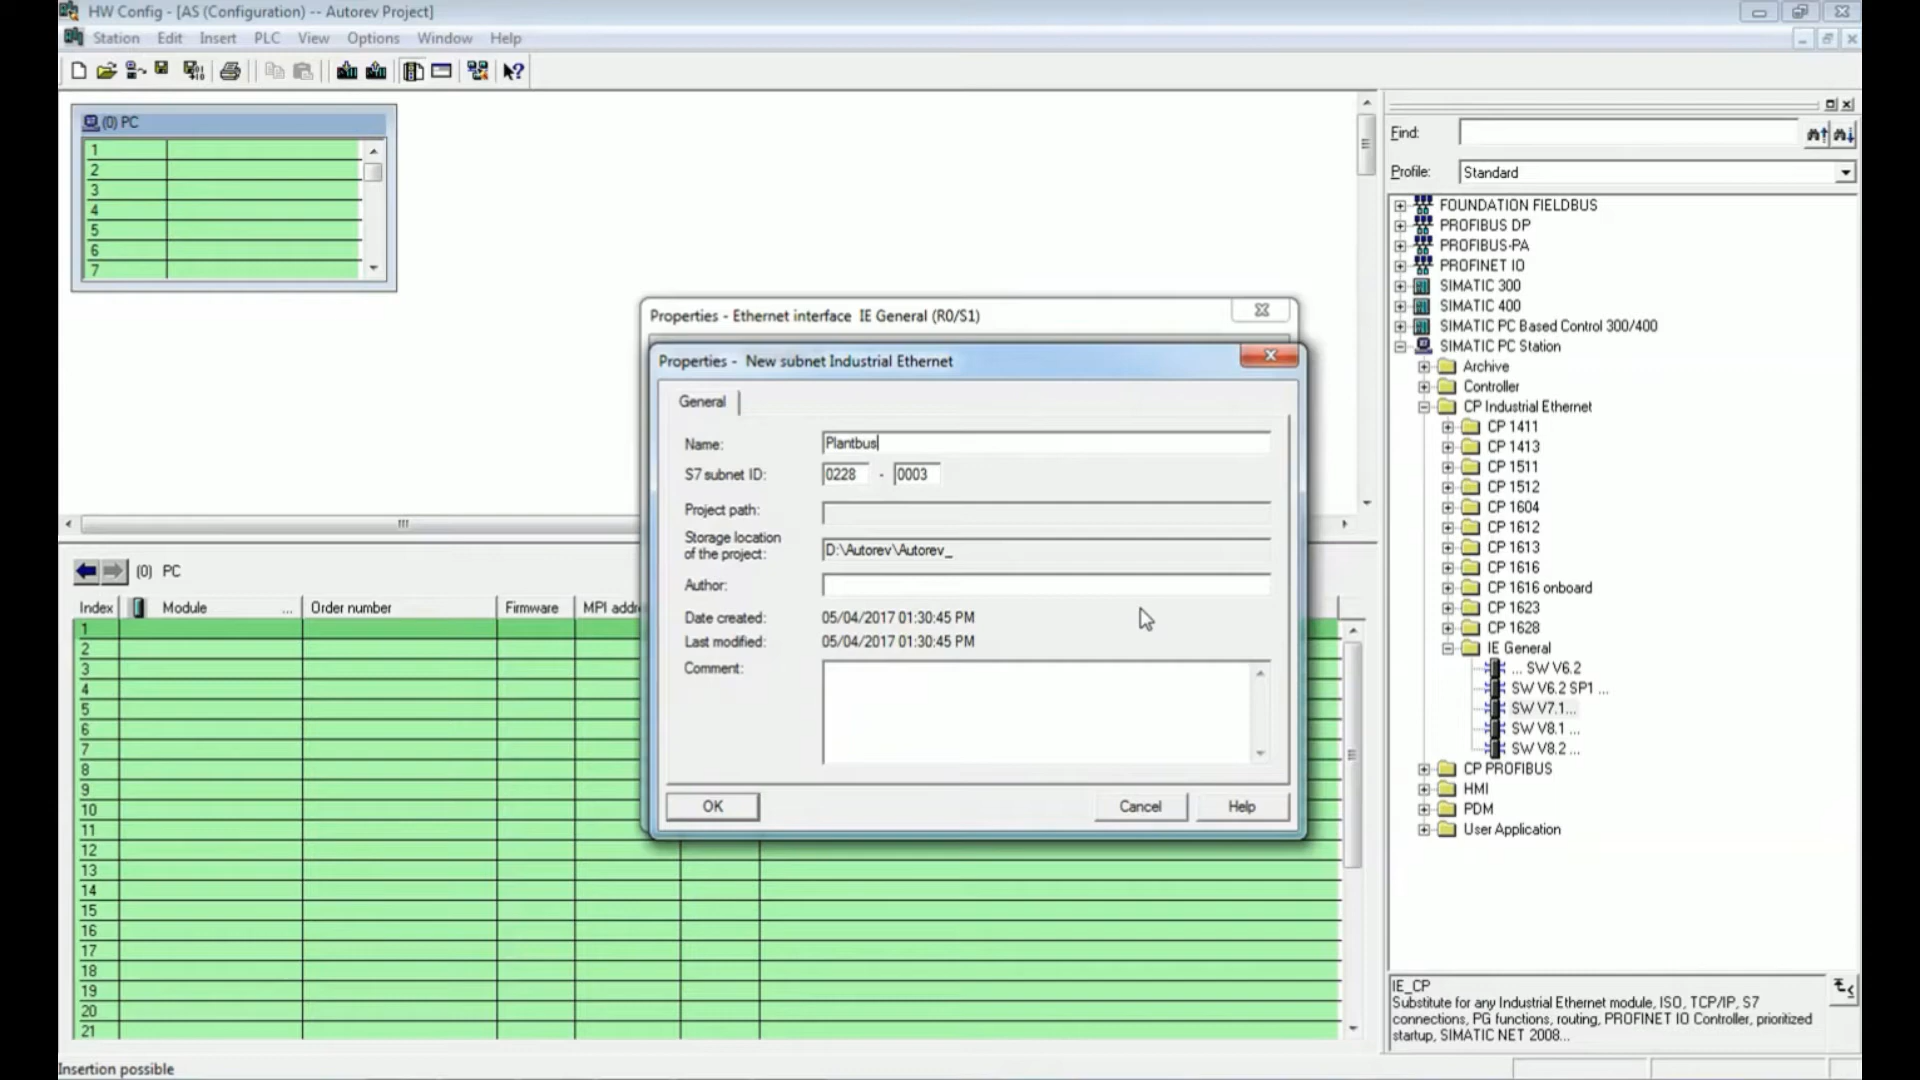 HW Config - [AS (Configuration) -- Autorev Project]
Station Edit Insert PLC View Options Window Help
(0) PC
1
2
3
4
5
6
7
Properties - Ethernet interface IE General (R0/S1)
Properties - New subnet Industrial Ethernet
General
Name: Plantbus
S7 subnet ID: 0228 - 0003
Project path:
Storage location
of the project: D:\Autorev\Autorev_
Author:
Date created: 05/04/2017 01:30:45 PM
Last modified: 05/04/2017 01:30:45 PM
Comment:
OK Cancel Help
(0) PC
Index Module ... Order number Firmware MPI addr
1
2
3
4
5
6
7
8
9
10
11
12
13
14
15
16
17
18
19
20
21
Find:
Profile: Standard
FOUNDATION FIELDBUS
PROFIBUS DP
PROFIBUS-PA
PROFINET IO
SIMATIC 300
SIMATIC 400
SIMATIC PC Based Control 300/400
SIMATIC PC Station
Archive
Controller
CP Industrial Ethernet
CP 1411
CP 1413
CP 1511
CP 1512
CP 1604
CP 1612
CP 1613
CP 1616
CP 1616 onboard
CP 1623
CP 1628
IE General
... SW V6.2
SW V6.2 SP1 ...
SW V7.1...
SW V8.1 ...
SW V8.2 ...
CP PROFIBUS
HMI
PDM
User Application
IE_CP
Substitute for any Industrial Ethernet module, ISO, TCP/IP, S7
connections, PG functions, routing, PROFINET IO Controller, prioritized
startup, SIMATIC NET 2008...
Insertion possible